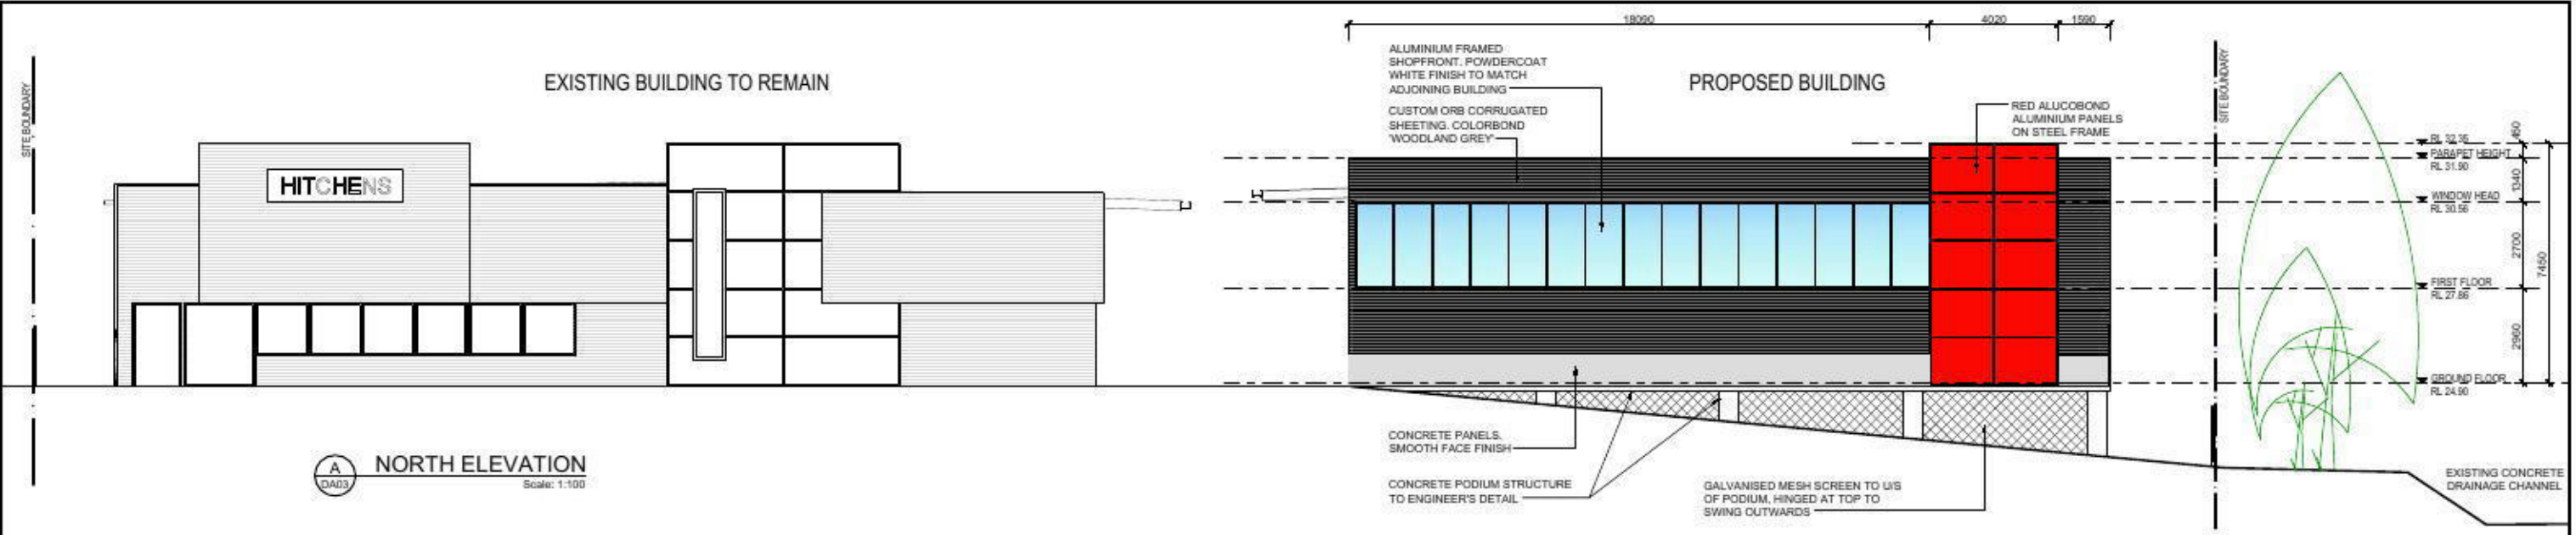 18090
4020
1590
SITE BOUNDARY
EXISTING BUILDING TO REMAIN
HITCHENS
A
DA03
NORTH ELEVATION
Scale: 1:100
ALUMINIUM FRAMED
SHOPFRONT. POWDERCOAT
WHITE FINISH TO MATCH
ADJOINING BUILDING
CUSTOM ORB CORRUGATED
SHEETING. COLORBOND
'WOODLAND GREY'
PROPOSED BUILDING
RED ALUCOBOND
ALUMINIUM PANELS
ON STEEL FRAME
SITE BOUNDARY
RL 32.35
PARAPET HEIGHT
RL 31.90
WINDOW HEAD
RL 30.56
FIRST FLOOR
RL 27.86
GROUND FLOOR
RL 24.90
450
1340
2700
2960
7450
CONCRETE PANELS.
SMOOTH FACE FINISH
CONCRETE PODIUM STRUCTURE
TO ENGINEER'S DETAIL
GALVANISED MESH SCREEN TO U/S
OF PODIUM, HINGED AT TOP TO
SWING OUTWARDS
EXISTING CONCRETE
DRAINAGE CHANNEL